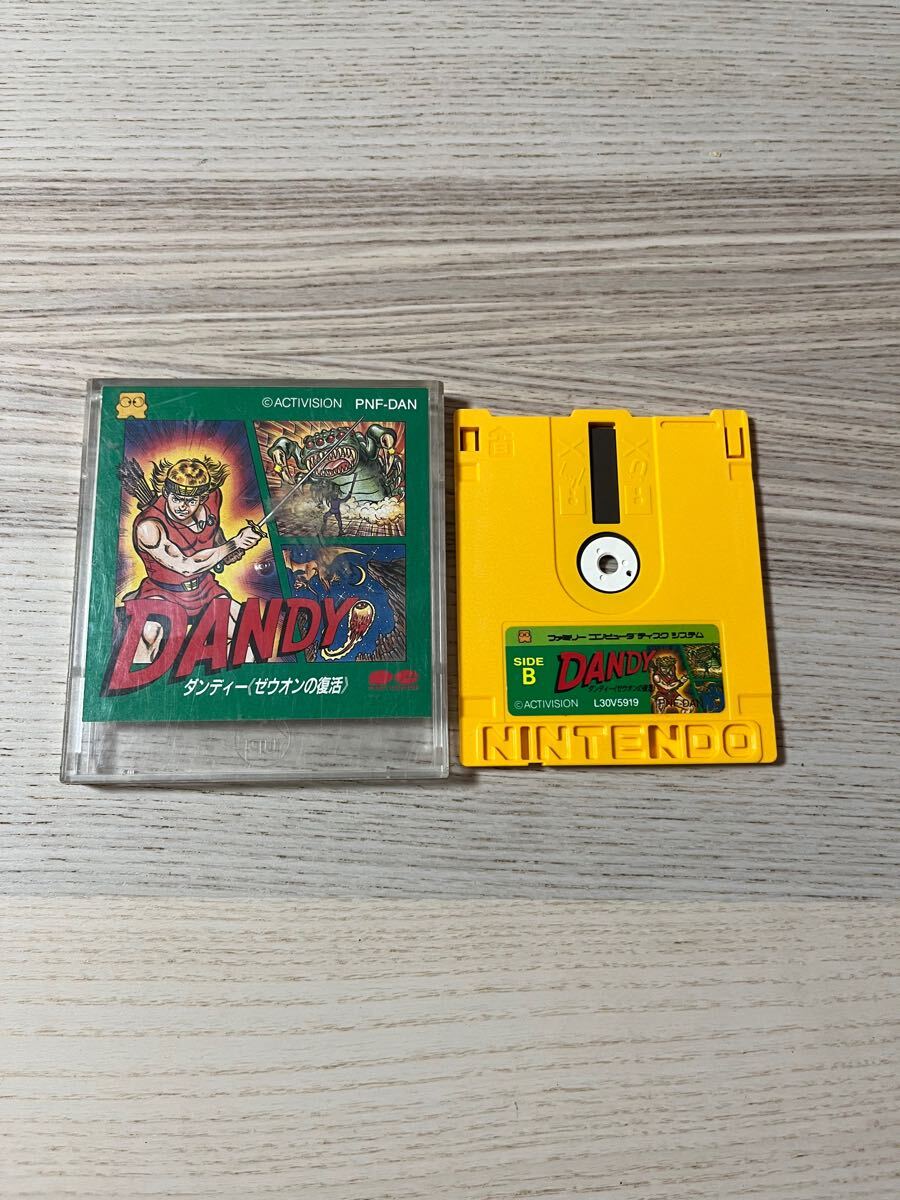 ©ACTIVISION PNF-DAN
DANDY
ダンディー《ゼウオンの復活》
ファミリー コンピュータ ディスク システム
SIDE
B
DANDY
ダンディー《ゼウオンの復活》
©ACTIVISION L30V5919
NINTENDO